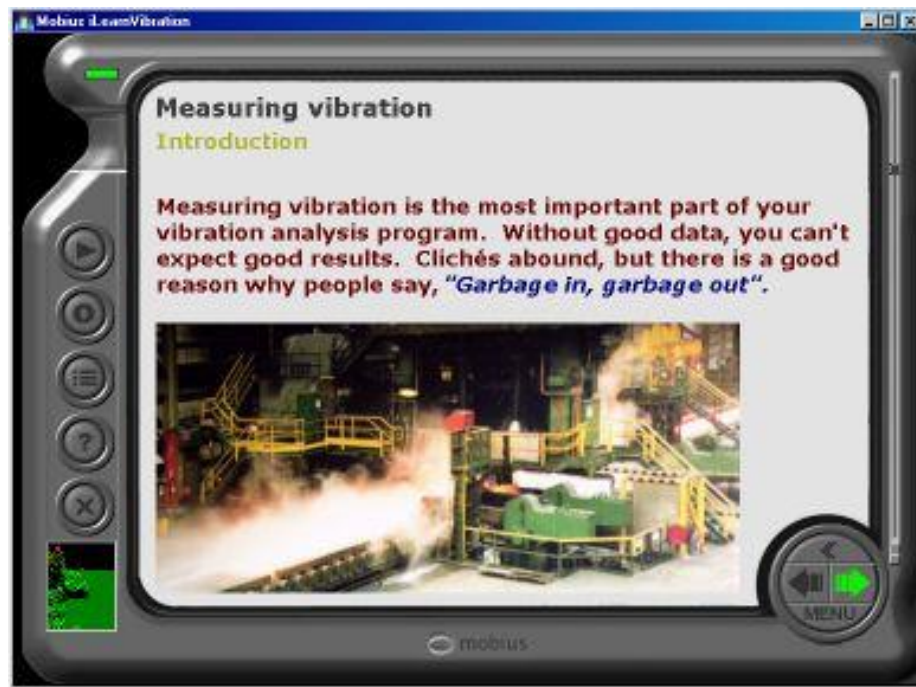 Mobius iLearnVibration
Measuring vibration
Introduction
Measuring vibration is the most important part of your
vibration analysis program.  Without good data, you can't
expect good results.  Clichés abound, but there is a good
reason why people say, "Garbage in, garbage out".
MENU
mobius